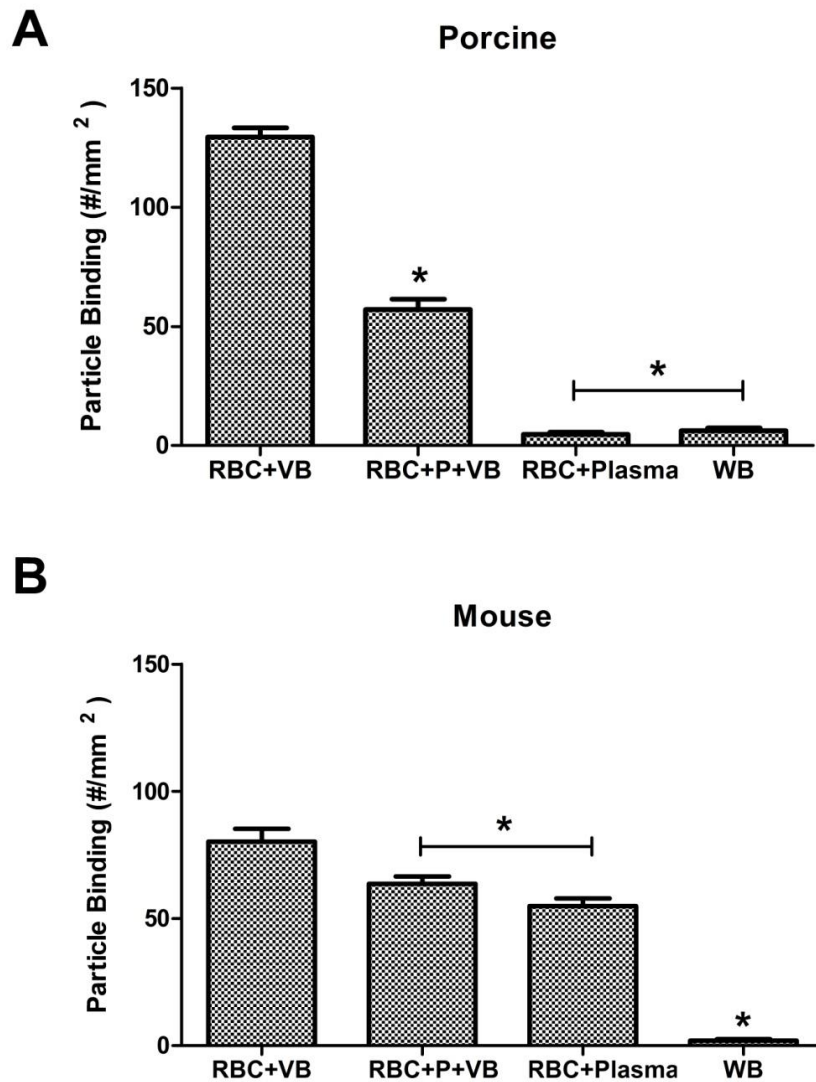 A
Porcine
Particle Binding (#/mm ²)
150
100
50
0
*
*
RBC+VB RBC+P+VB RBC+Plasma WB
B
Mouse
Particle Binding (#/mm ²)
150
100
50
0
*
*
RBC+VB RBC+P+VB RBC+Plasma WB